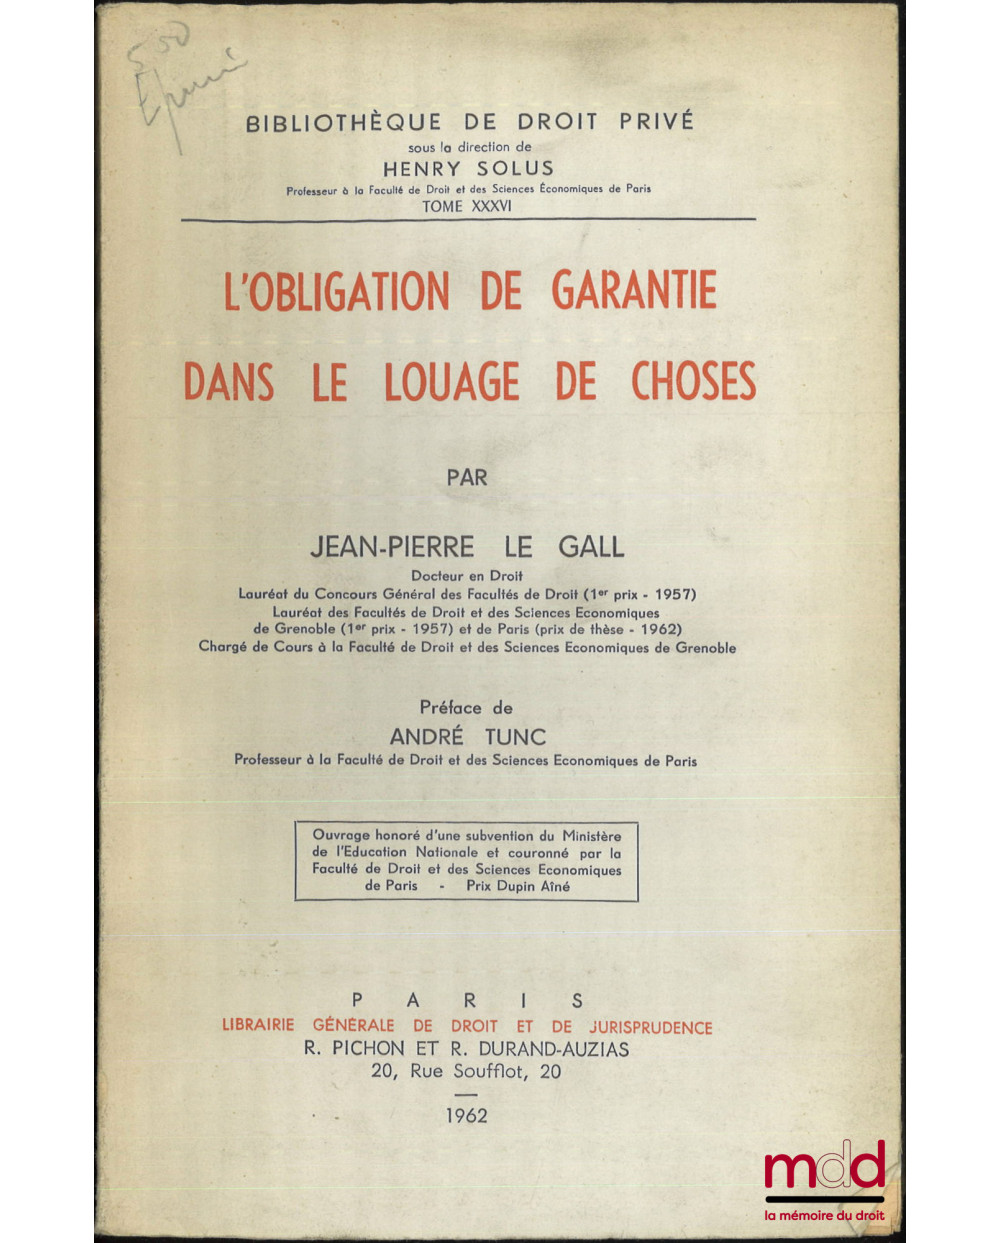 5 50
Epuisé
BIBLIOTHÈQUE DE DROIT PRIVÉ
sous la direction de
HENRY SOLUS
Professeur à la Faculté de Droit et des Sciences Économiques de Paris
TOME XXXVI
L'OBLIGATION DE GARANTIE
DANS LE LOUAGE DE CHOSES
PAR
JEAN-PIERRE LE GALL
Docteur en Droit
Lauréat du Concours Général des Facultés de Droit (1er prix - 1957)
Lauréat des Facultés de Droit et des Sciences Economiques
de Grenoble (1er prix - 1957) et de Paris (prix de thèse - 1962)
Chargé de Cours à la Faculté de Droit et des Sciences Economiques de Grenoble
Préface de
ANDRÉ TUNC
Professeur à la Faculté de Droit et des Sciences Economiques de Paris
Ouvrage honoré d'une subvention du Ministère
de l'Education Nationale et couronné par la
Faculté de Droit et des Sciences Economiques
de Paris - Prix Dupin Aîné
PARIS
LIBRAIRIE GÉNÉRALE DE DROIT ET DE JURISPRUDENCE
R. PICHON ET R. DURAND-AUZIAS
20, Rue Soufflot, 20
1962
mdd
la mémoire du droit